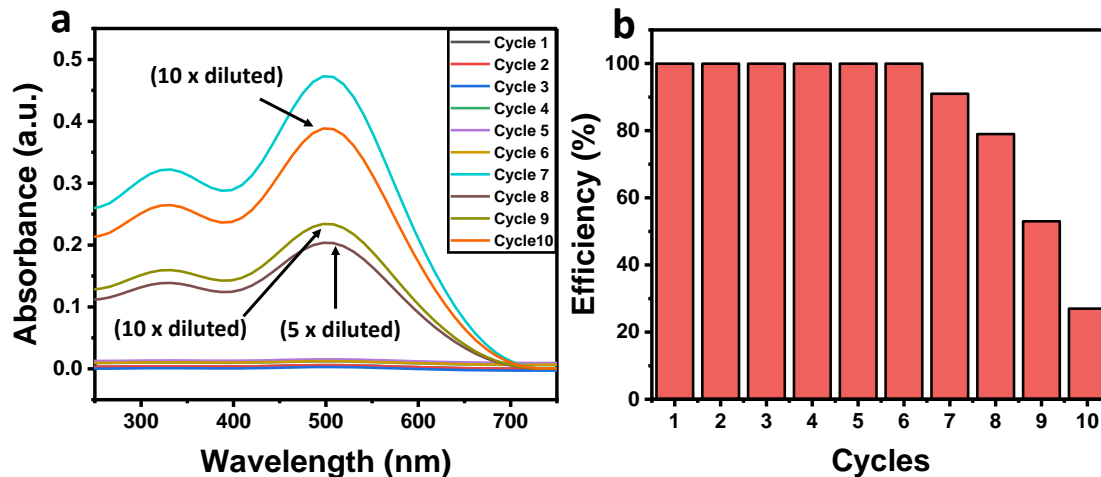 a
Absorbance (a.u.)
0.5
0.4
0.3
0.2
0.1
0.0
300 400 500 600 700
Wavelength (nm)
(10 x diluted)
(10 x diluted)
(5 x diluted)
Cycle 1
Cycle 2
Cycle 3
Cycle 4
Cycle 5
Cycle 6
Cycle 7
Cycle 8
Cycle 9
Cycle10
b
Efficiency (%)
100
80
60
40
20
0
1 2 3 4 5 6 7 8 9 10
Cycles